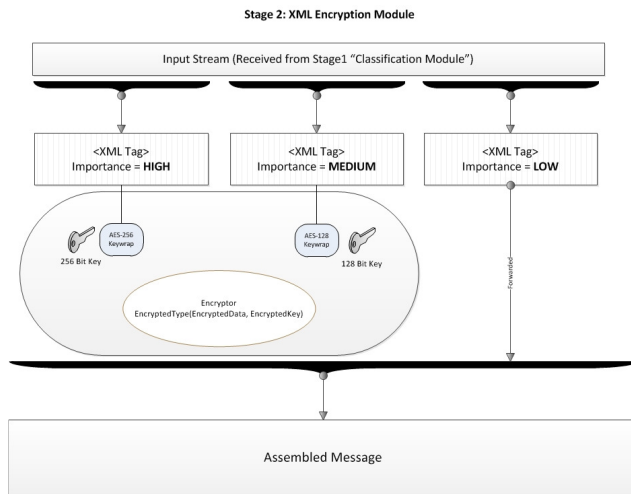 Stage 2: XML Encryption Module
Input Stream (Received from Stage1 “Classification Module”)
<XML Tag>
Importance = HIGH
<XML Tag>
Importance = MEDIUM
<XML Tag>
Importance = LOW
AES-256
Keywrap
256 Bit Key
AES-128
Keywrap
128 Bit Key
Forwarded
Encryptor
EncryptedType(EncryptedData, EncryptedKey)
Assembled Message